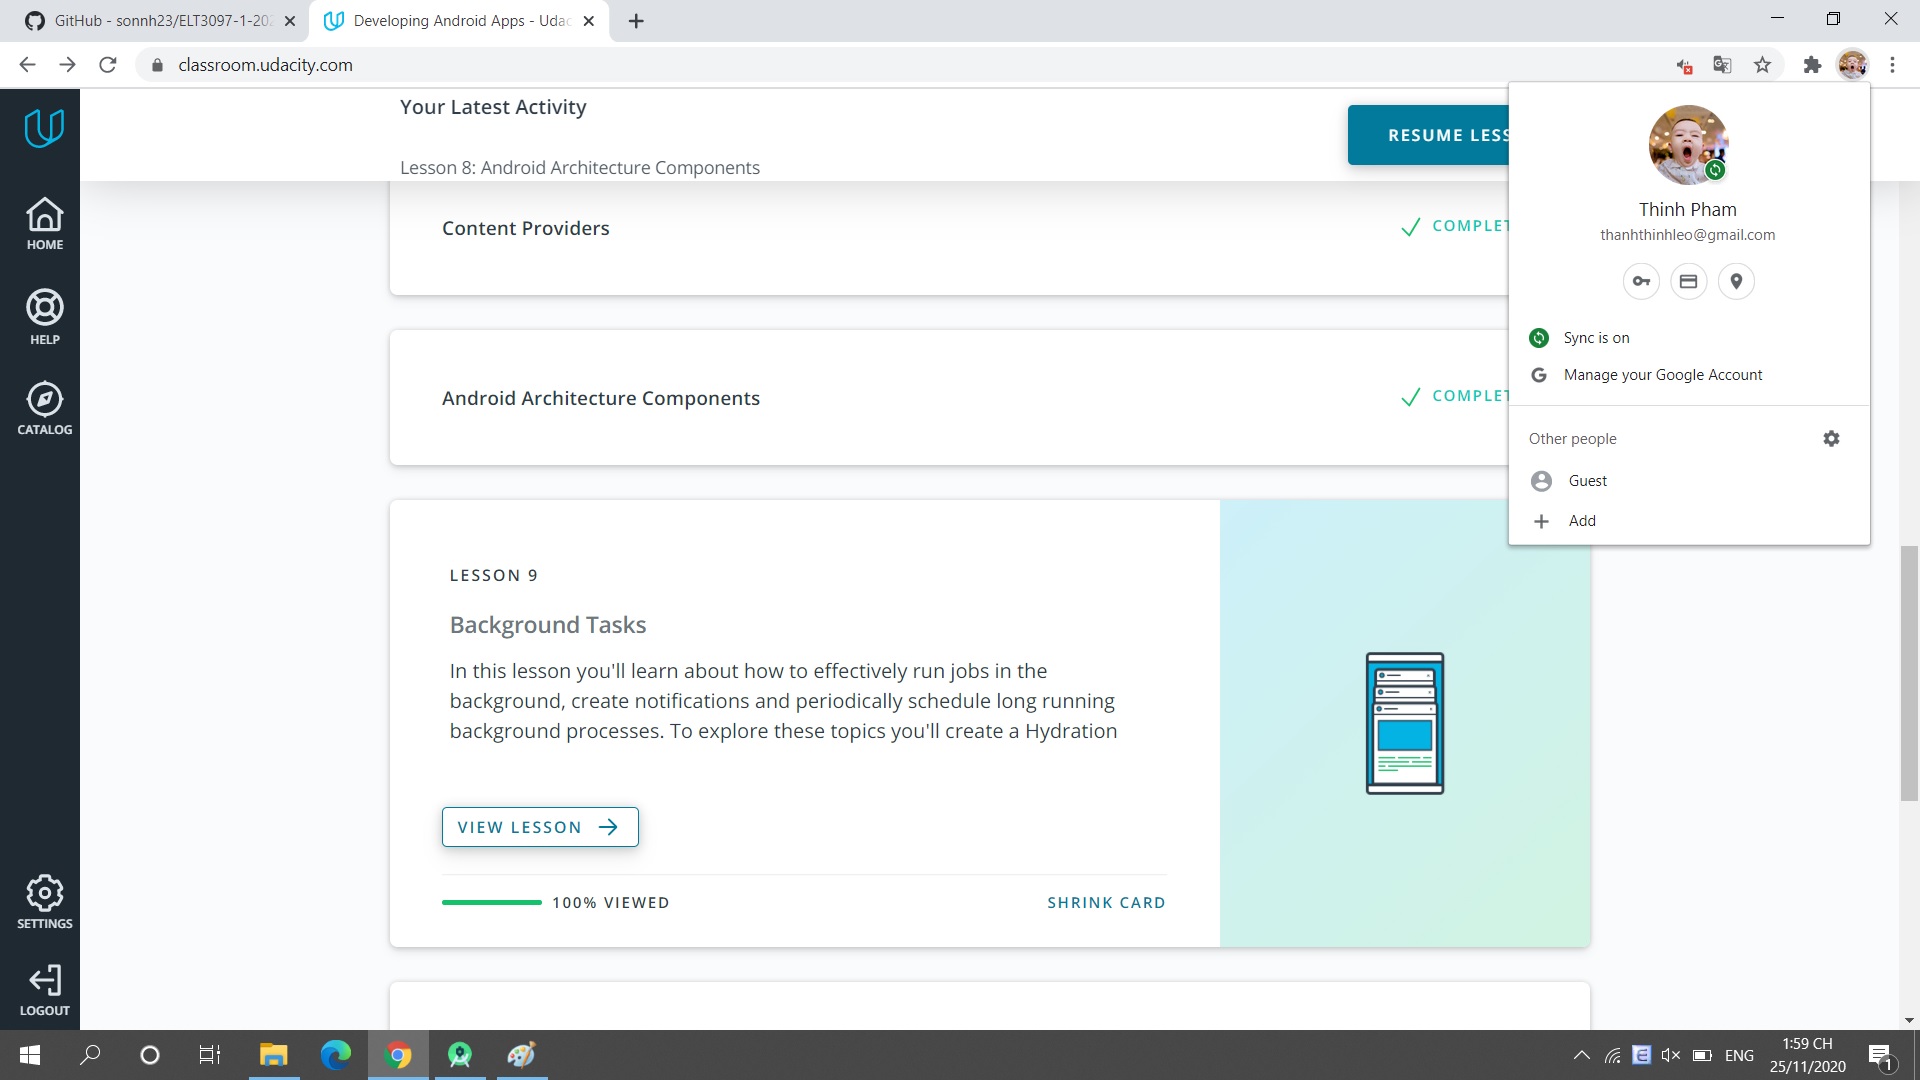 GitHub - sonnh23/ELT3097-1-202
Developing Android Apps - Udac
classroom.udacity.com
HOME
HELP
CATALOG
SETTINGS
LOGOUT
Your Latest Activity
Lesson 8: Android Architecture Components
RESUME LESS
Content Providers
COMPLET
Android Architecture Components
COMPLET
LESSON 9
Background Tasks
In this lesson you'll learn about how to effectively run jobs in the
background, create notifications and periodically schedule long running
background processes. To explore these topics you'll create a Hydration
VIEW LESSON
100% VIEWED
SHRINK CARD
Thinh Pham
thanhthinhleo@gmail.com
Sync is on
G Manage your Google Account
Other people
Guest
Add
ENG
1:59 CH
25/11/2020
1